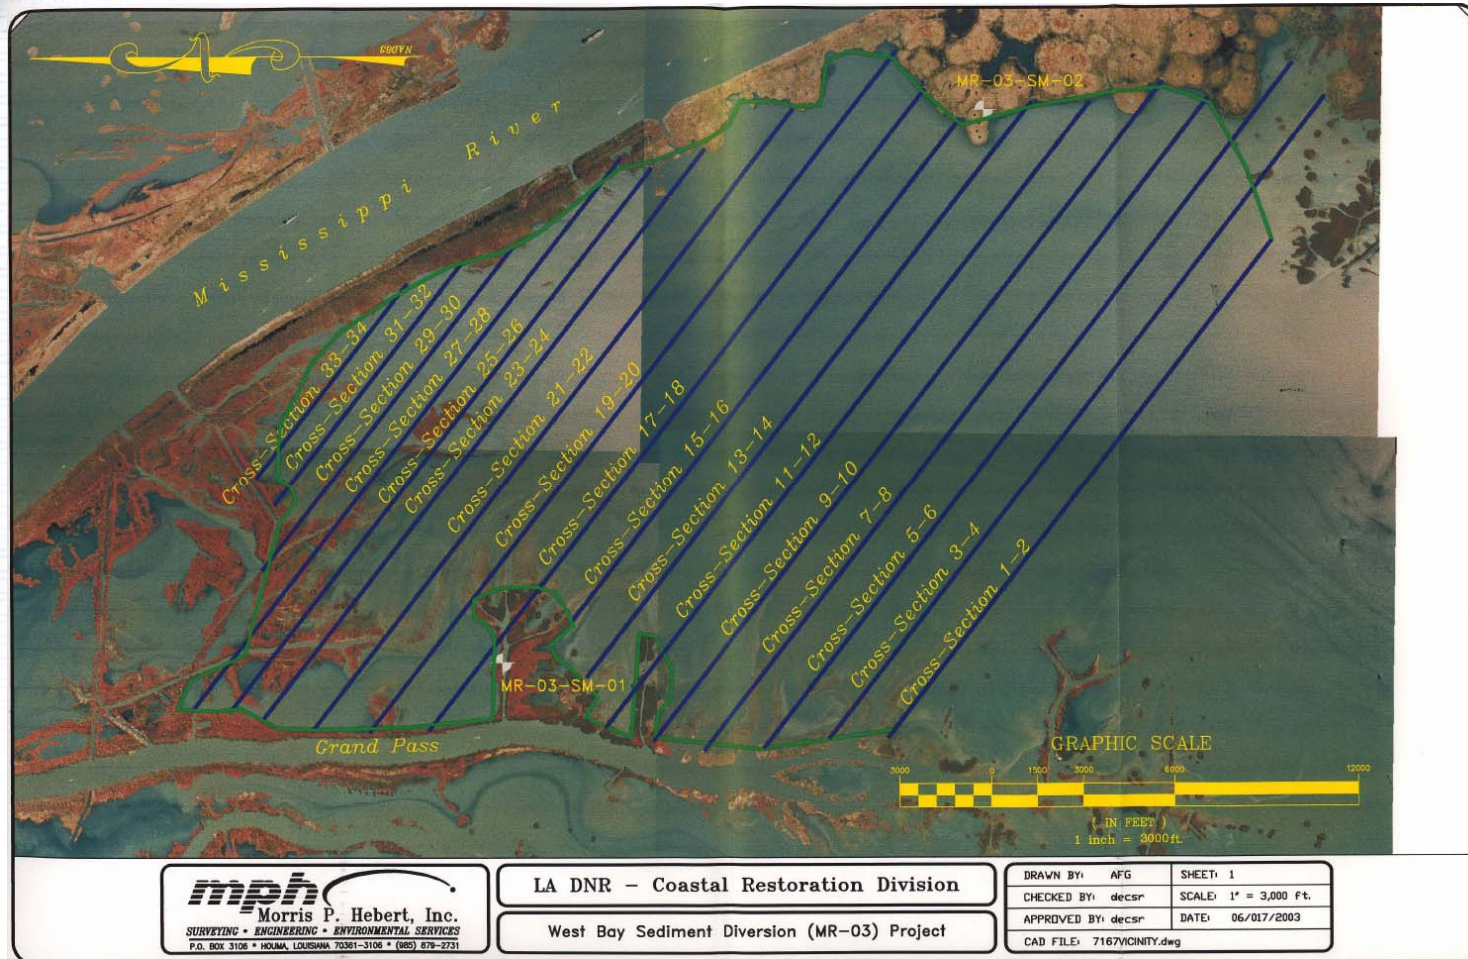 NAD83
Mississippi River
MR-03-SM-02
Cross-Section 33-34
Cross-Section 31-32
Cross-Section 29-30
Cross-Section 27-28
Cross-Section 25-26
Cross-Section 23-24
Cross-Section 21-22
Cross-Section 19-20
Cross-Section 17-18
Cross-Section 15-16
Cross-Section 13-14
Cross-Section 11-12
Cross-Section 9-10
Cross-Section 7-8
Cross-Section 5-6
Cross-Section 3-4
Cross-Section 1-2
MR-03-SM-01
Grand Pass
GRAPHIC SCALE
3000 0 1500 3000 6000 12000
( IN FEET )
1 inch = 3000ft.
mph
Morris P. Hebert, Inc.
SURVEYING • ENGINEERING • ENVIRONMENTAL SERVICES
P.O. BOX 3106 • HOUMA, LOUISIANA 70361-3106 • (985) 879-2731
LA DNR - Coastal Restoration Division
West Bay Sediment Diversion (MR-03) Project
DRAWN BY: AFG
SHEET: 1
CHECKED BY: decsr
SCALE: 1" = 3,000 Ft.
APPROVED BY: decsr
DATE: 06/017/2003
CAD FILE: 7167VICINITY.dwg